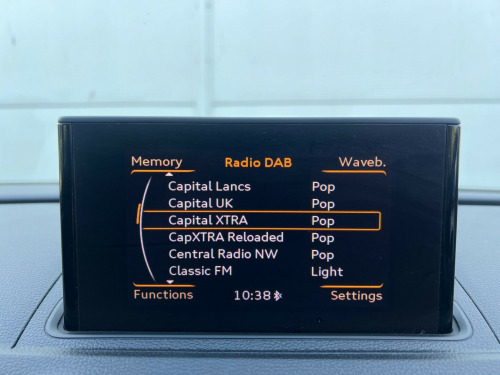 Memory Radio DAB Waveb.
Capital Lancs Pop
Capital UK Pop
Capital XTRA Pop
CapXTRA Reloaded Pop
Central Radio NW Pop
Classic FM Light
Functions 10:38 Settings